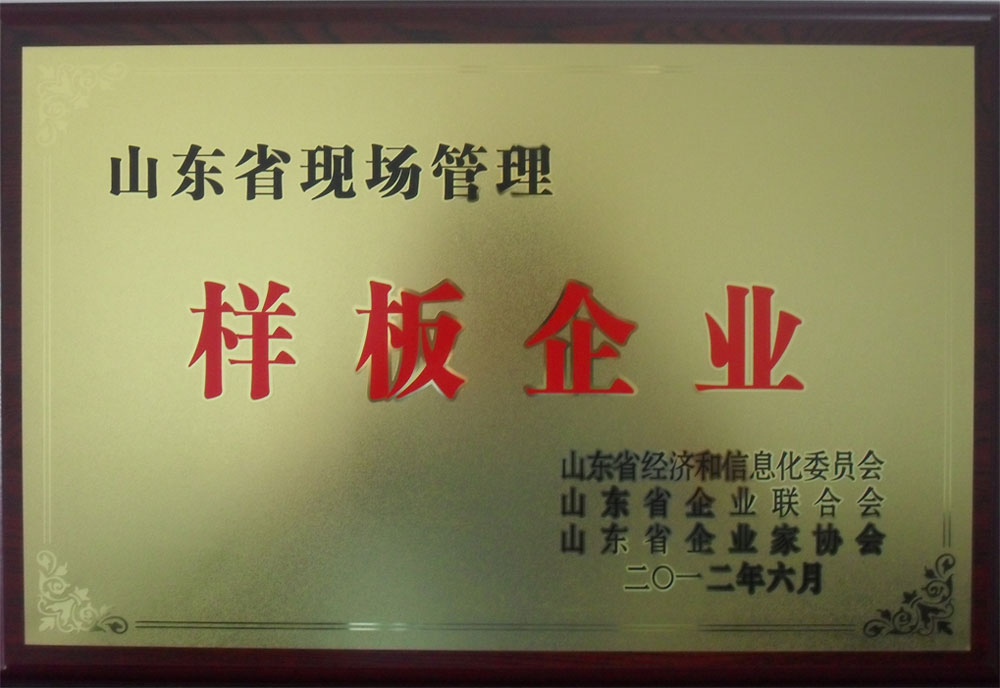 山东省现场管理
样板企业
山东省经济和信息化委员会
山东省企业联合会
山东省企业家协会
二〇一二年六月